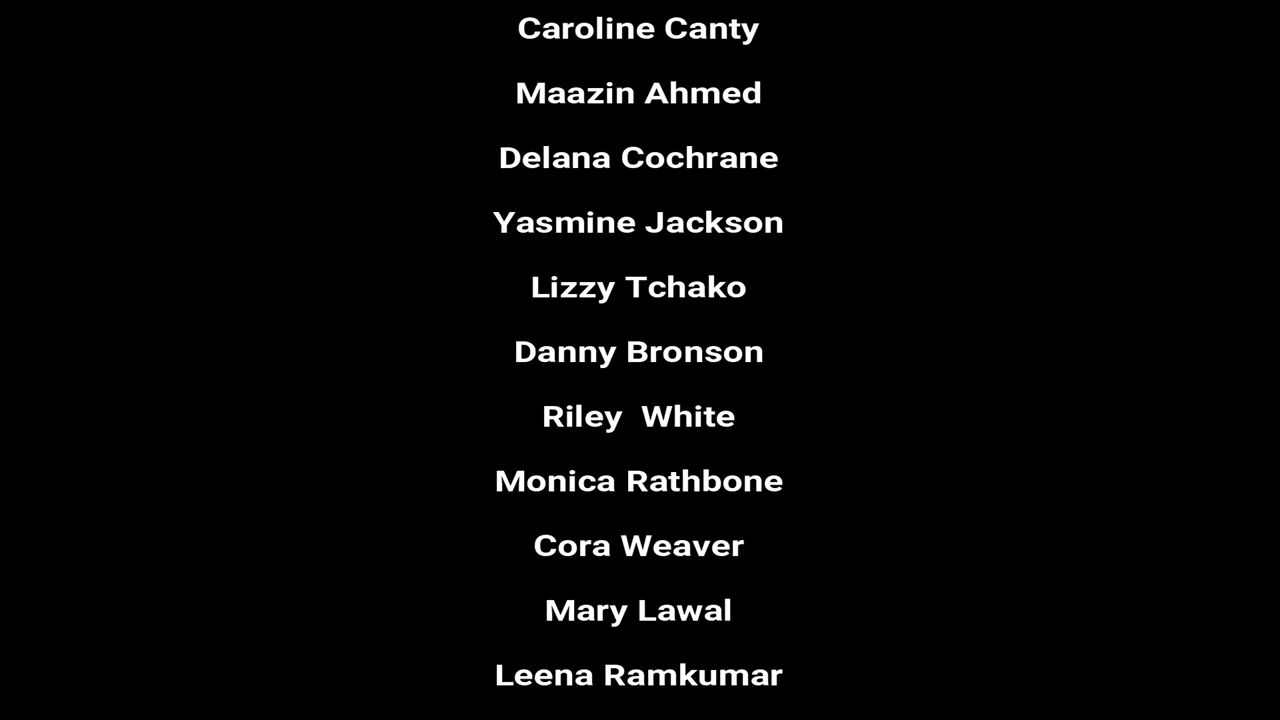 Caroline Canty
Maazin Ahmed
Delana Cochrane
Yasmine Jackson
Lizzy Tchako
Danny Bronson
Riley  White
Monica Rathbone
Cora Weaver
Mary Lawal
Leena Ramkumar